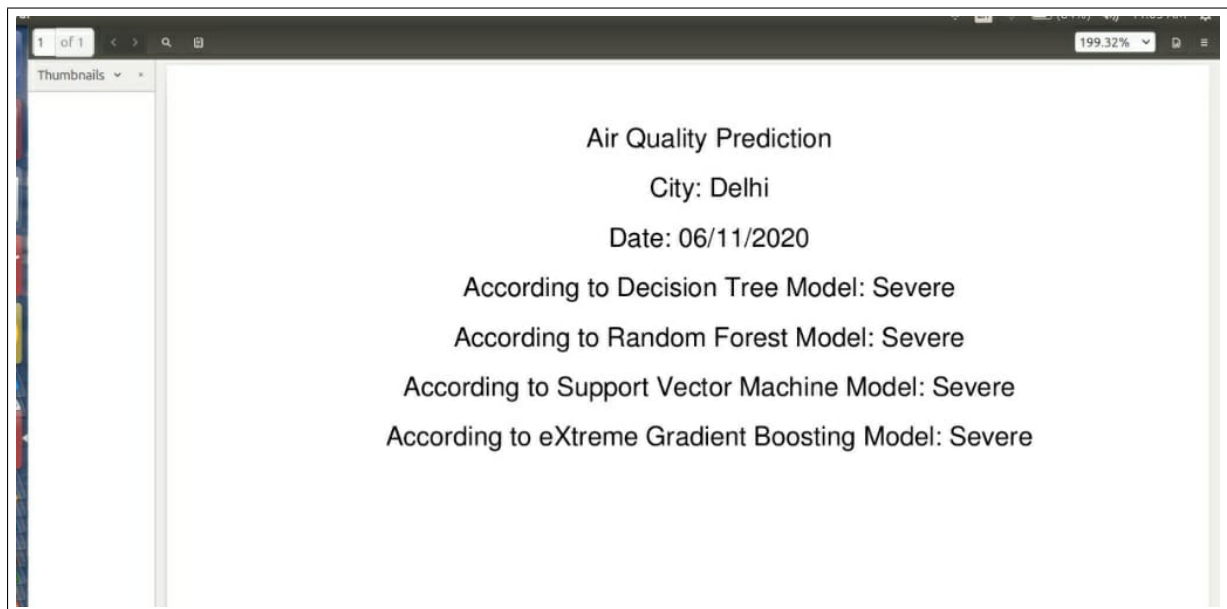 1 of 1
199.32%
Thumbnails
Air Quality Prediction
City: Delhi
Date: 06/11/2020
According to Decision Tree Model: Severe
According to Random Forest Model: Severe
According to Support Vector Machine Model: Severe
According to eXtreme Gradient Boosting Model: Severe